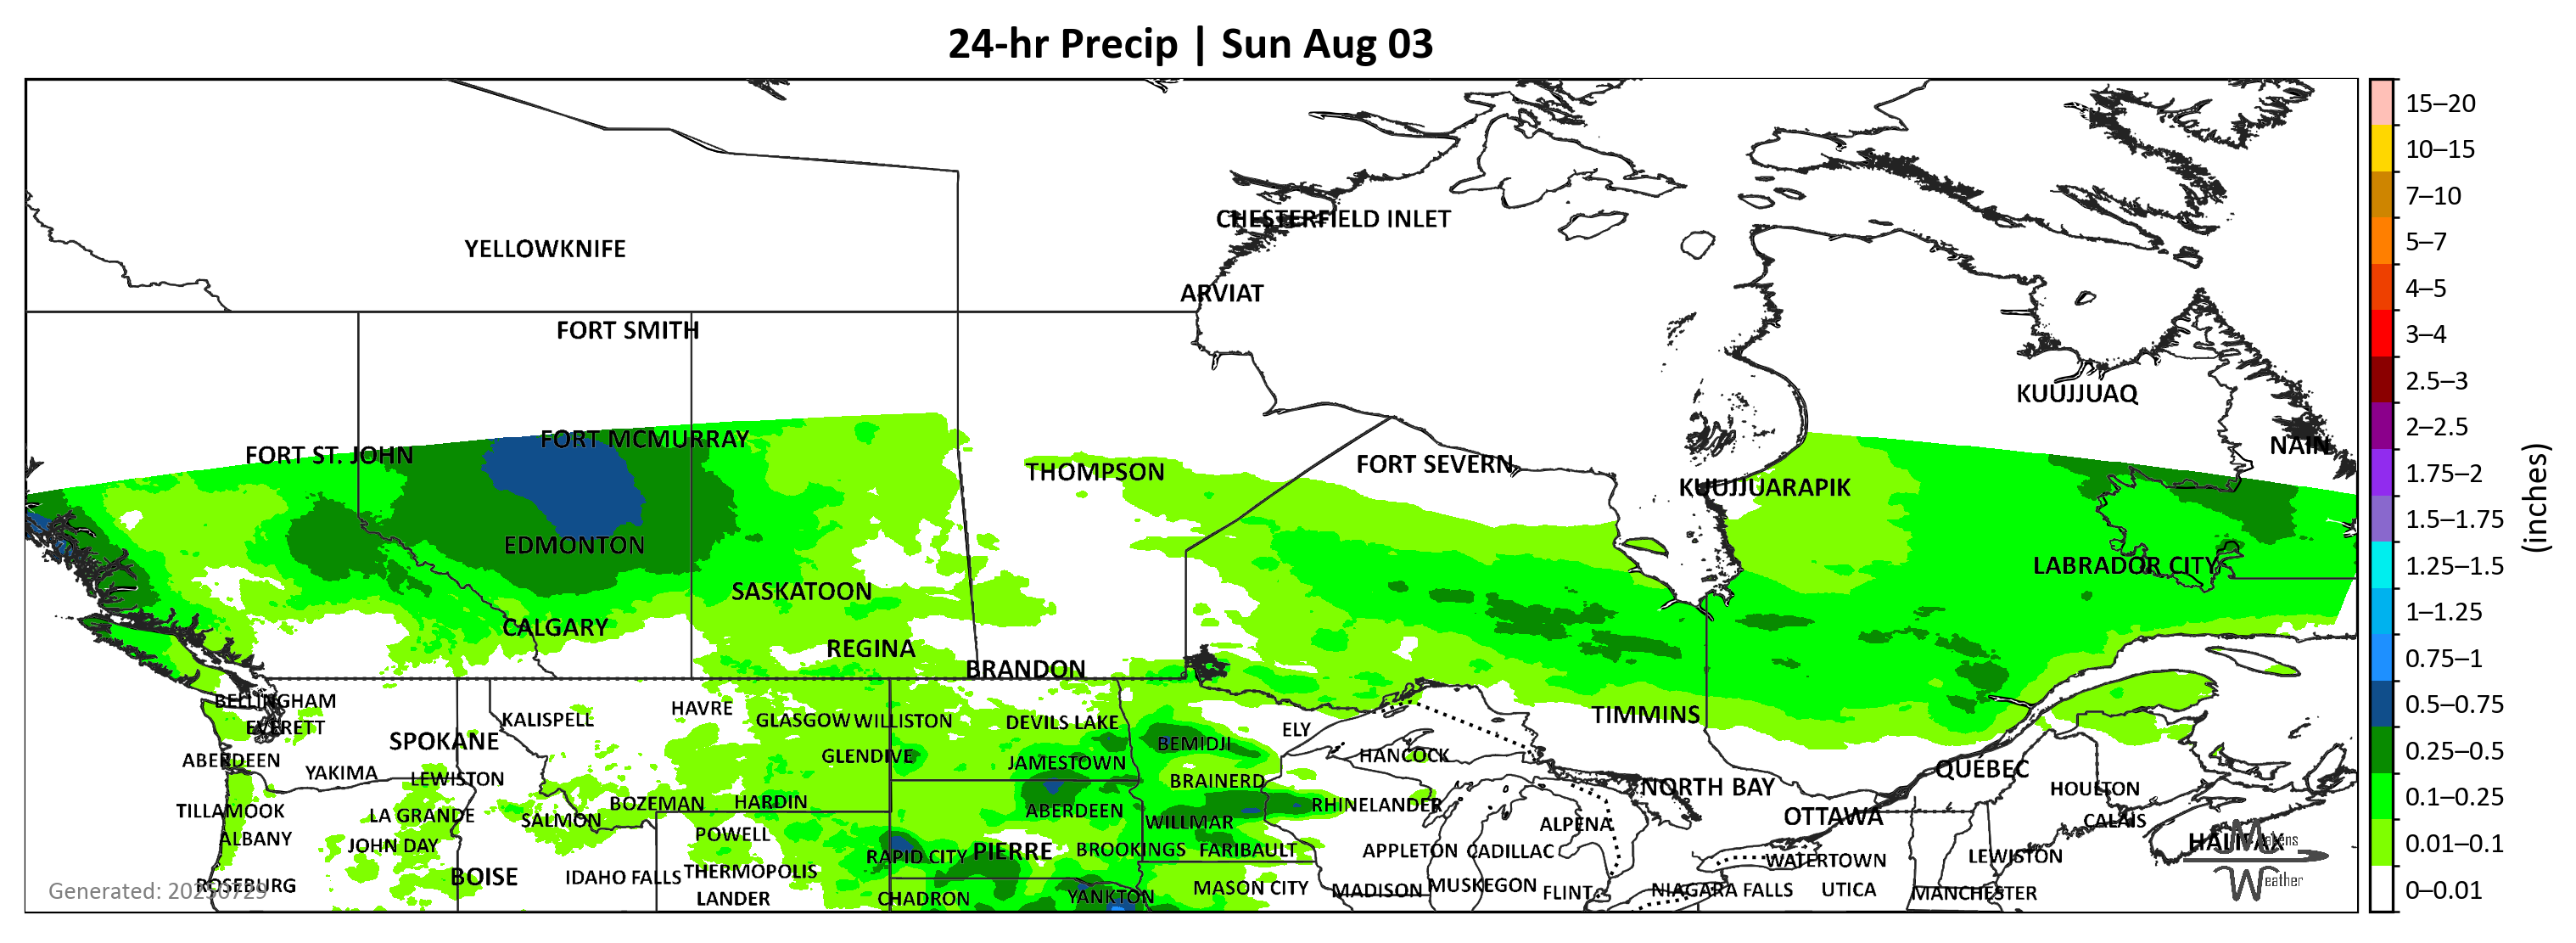 24-hr Precip | Sun Aug 03
YELLOWKNIFE
CHESTERFIELD INLET
ARVIAT
FORT SMITH
KUUJJUAQ
FORT ST. JOHN
FORT MCMURRAY
THOMPSON
FORT SEVERN
KUUJJUARAPIK
NAIN
EDMONTON
LABRADOR CITY
SASKATOON
CALGARY
REGINA
BRANDON
BELLINGHAM
EVERETT
KALISPELL
HAVRE
GLASGOW
WILLISTON
DEVILS LAKE
TIMMINS
SPOKANE
BEMIDJI
ELY
ABERDEEN
YAKIMA
LEWISTON
GLENDIVE
JAMESTOWN
HANCOCK
BRAINERD
NORTH BAY
QUÉBEC
HOULTON
TILLAMOOK
LA GRANDE
SALMON
BOZEMAN
HARDIN
ABERDEEN
WILLMAR
RHINELANDER
ALPENA
OTTAWA
CALAIS
ALBANY
JOHN DAY
POWELL
RAPID CITY
PIERRE
BROOKINGS
FARIBAULT
APPLETON
CADILLAC
WATERTOWN
LEWISTON
HALIFAX
ROSEBURG
BOISE
IDAHO FALLS
THERMOPOLIS
LANDER
CHADRON
YANKTON
MASON CITY
MADISON
MUSKEGON
FLINT
NIAGARA FALLS
UTICA
MANCHESTER
Generated: 20250729
Matens
Weather
15–20
10–15
7–10
5–7
4–5
3–4
2.5–3
2–2.5
1.75–2
1.5–1.75
1.25–1.5
1–1.25
0.75–1
0.5–0.75
0.25–0.5
0.1–0.25
0.01–0.1
0–0.01
(inches)